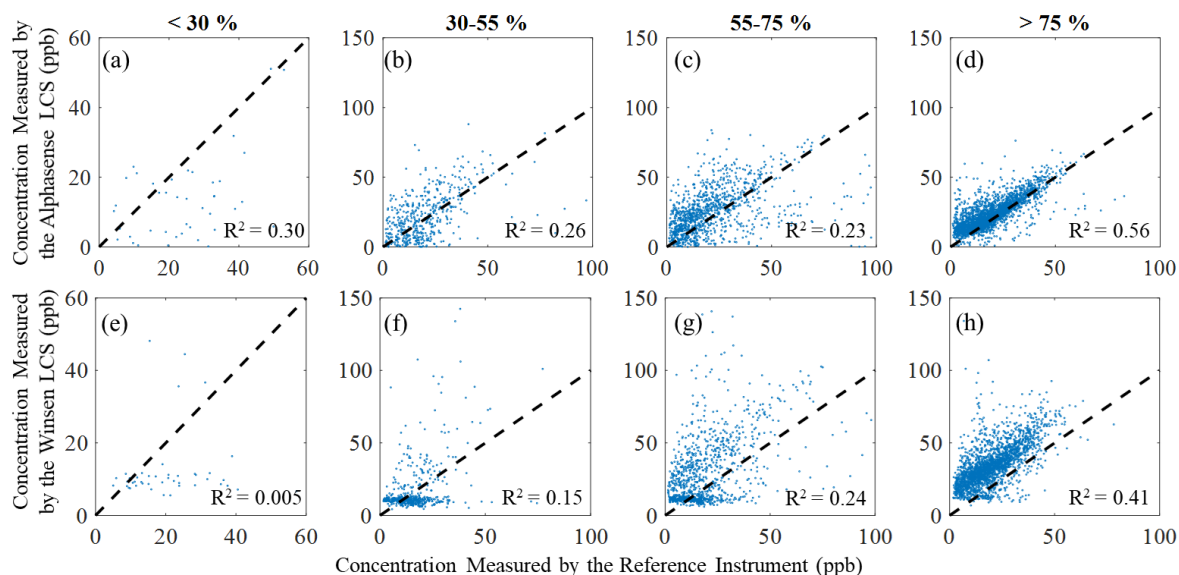 < 30 %
30-55 %
55-75 %
> 75 %
Concentration Measured by
the Alphasense LCS (ppb)
60
40
20
0
(a)
R² = 0.30
0 20 40 60
150
100
50
0
(b)
R² = 0.26
0 50 100
150
100
50
0
(c)
R² = 0.23
0 50 100
150
100
50
0
(d)
R² = 0.56
0 50 100
Concentration Measured
by the Winsen LCS (ppb)
60
40
20
0
(e)
R² = 0.005
0 20 40 60
150
100
50
0
(f)
R² = 0.15
0 50 100
150
100
50
0
(g)
R² = 0.24
0 50 100
150
100
50
0
(h)
R² = 0.41
0 50 100
Concentration Measured by the Reference Instrument (ppb)